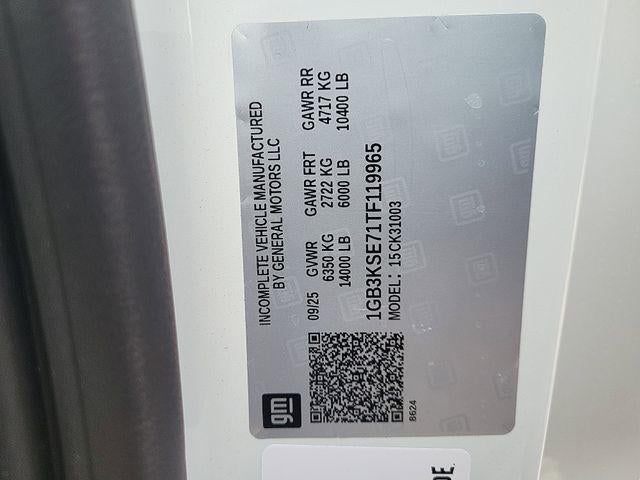 gm
INCOMPLETE VEHICLE MANUFACTURED
BY GENERAL MOTORS LLC
09/25 GVWR GAWR FRT GAWR RR
6350 KG 2722 KG 4717 KG
14000 LB 6000 LB 10400 LB
1GB3KSE71TF119965
MODEL: 15CK31003
8624
DE.